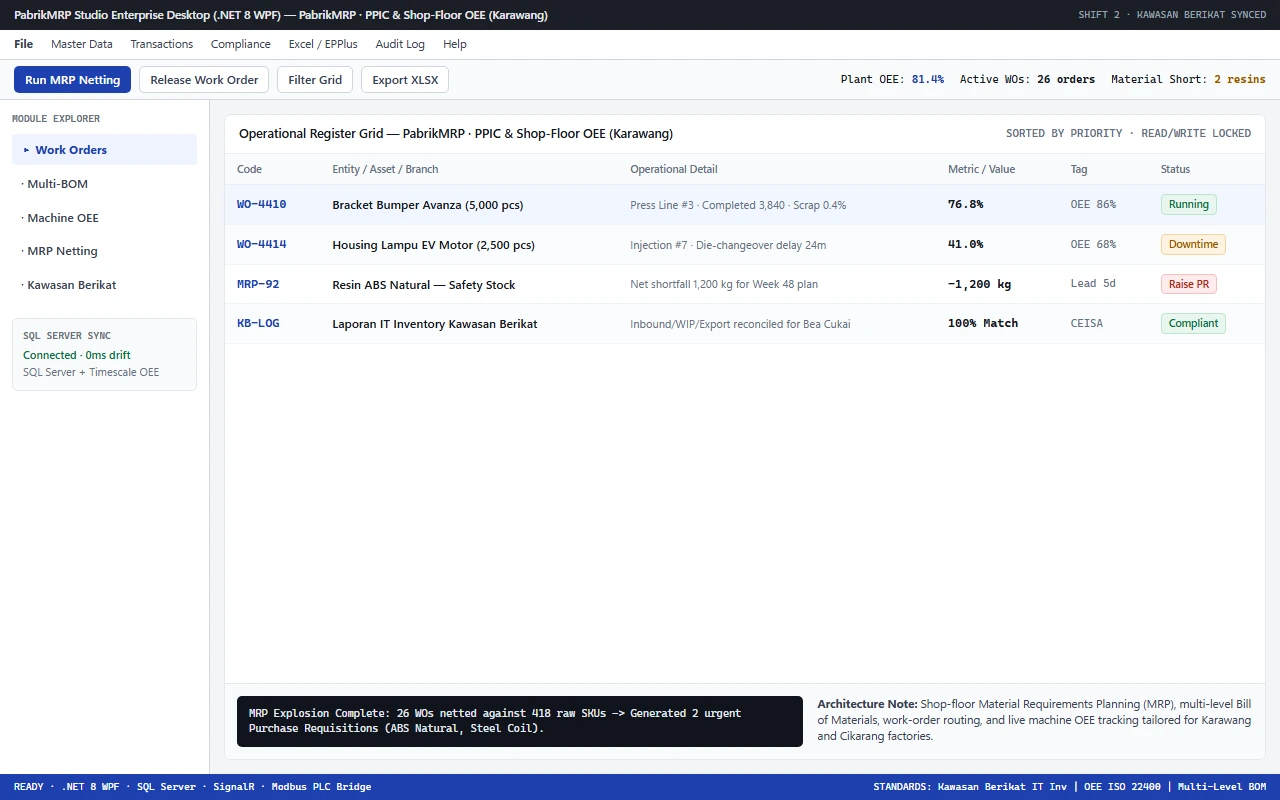 PabrikMRP Studio Enterprise Desktop (.NET 8 WPF) — PabrikMRP · PPIC & Shop-Floor OEE (Karawang)
SHIFT 2 · KAWASAN BERIKAT SYNCED
File Master Data Transactions Compliance Excel / EPPlus Audit Log Help
Run MRP Netting Release Work Order Filter Grid Export XLSX
Plant OEE: 81.4% Active WOs: 26 orders Material Short: 2 resins
MODULE EXPLORER
▸ Work Orders
· Multi-BOM
· Machine OEE
· MRP Netting
· Kawasan Berikat
SQL SERVER SYNC
Connected · 0ms drift
SQL Server + Timescale OEE
Operational Register Grid — PabrikMRP · PPIC & Shop-Floor OEE (Karawang)
SORTED BY PRIORITY · READ/WRITE LOCKED
Code Entity / Asset / Branch Operational Detail Metric / Value Tag Status
WO-4410 Bracket Bumper Avanza (5,000 pcs) Press Line #3 · Completed 3,840 · Scrap 0.4% 76.8% OEE 86% Running
WO-4414 Housing Lampu EV Motor (2,500 pcs) Injection #7 · Die-changeover delay 24m 41.0% OEE 68% Downtime
MRP-92 Resin ABS Natural — Safety Stock Net shortfall 1,200 kg for Week 48 plan -1,200 kg Lead 5d Raise PR
KB-LOG Laporan IT Inventory Kawasan Berikat Inbound/WIP/Export reconciled for Bea Cukai 100% Match CEISA Compliant
MRP Explosion Complete: 26 WOs netted against 418 raw SKUs -> Generated 2 urgent
Purchase Requisitions (ABS Natural, Steel Coil).
Architecture Note: Shop-floor Material Requirements Planning (MRP), multi-level Bill
of Materials, work-order routing, and live machine OEE tracking tailored for Karawang
and Cikarang factories.
READY · .NET 8 WPF · SQL Server · SignalR · Modbus PLC Bridge
STANDARDS: Kawasan Berikat IT Inv | OEE ISO 22400 | Multi-Level BOM